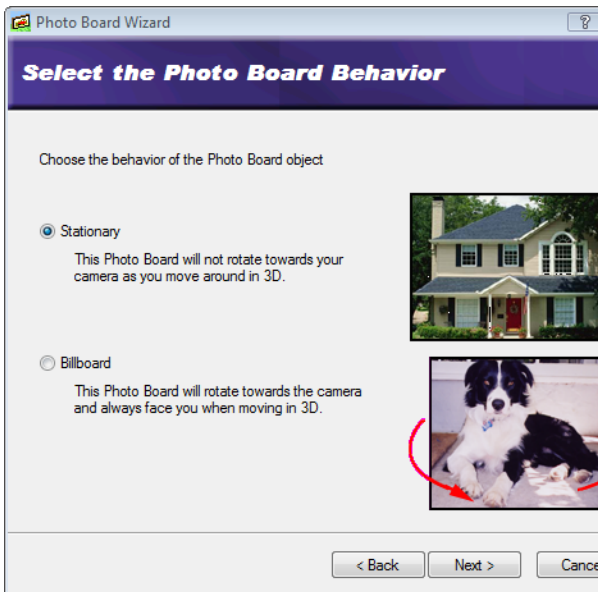 Photo Board Wizard
?
Select the Photo Board Behavior
Choose the behavior of the Photo Board object
Stationary
This Photo Board will not rotate towards your
camera as you move around in 3D.
Billboard
This Photo Board will rotate towards the camera
and always face you when moving in 3D.
< Back Next > Cance